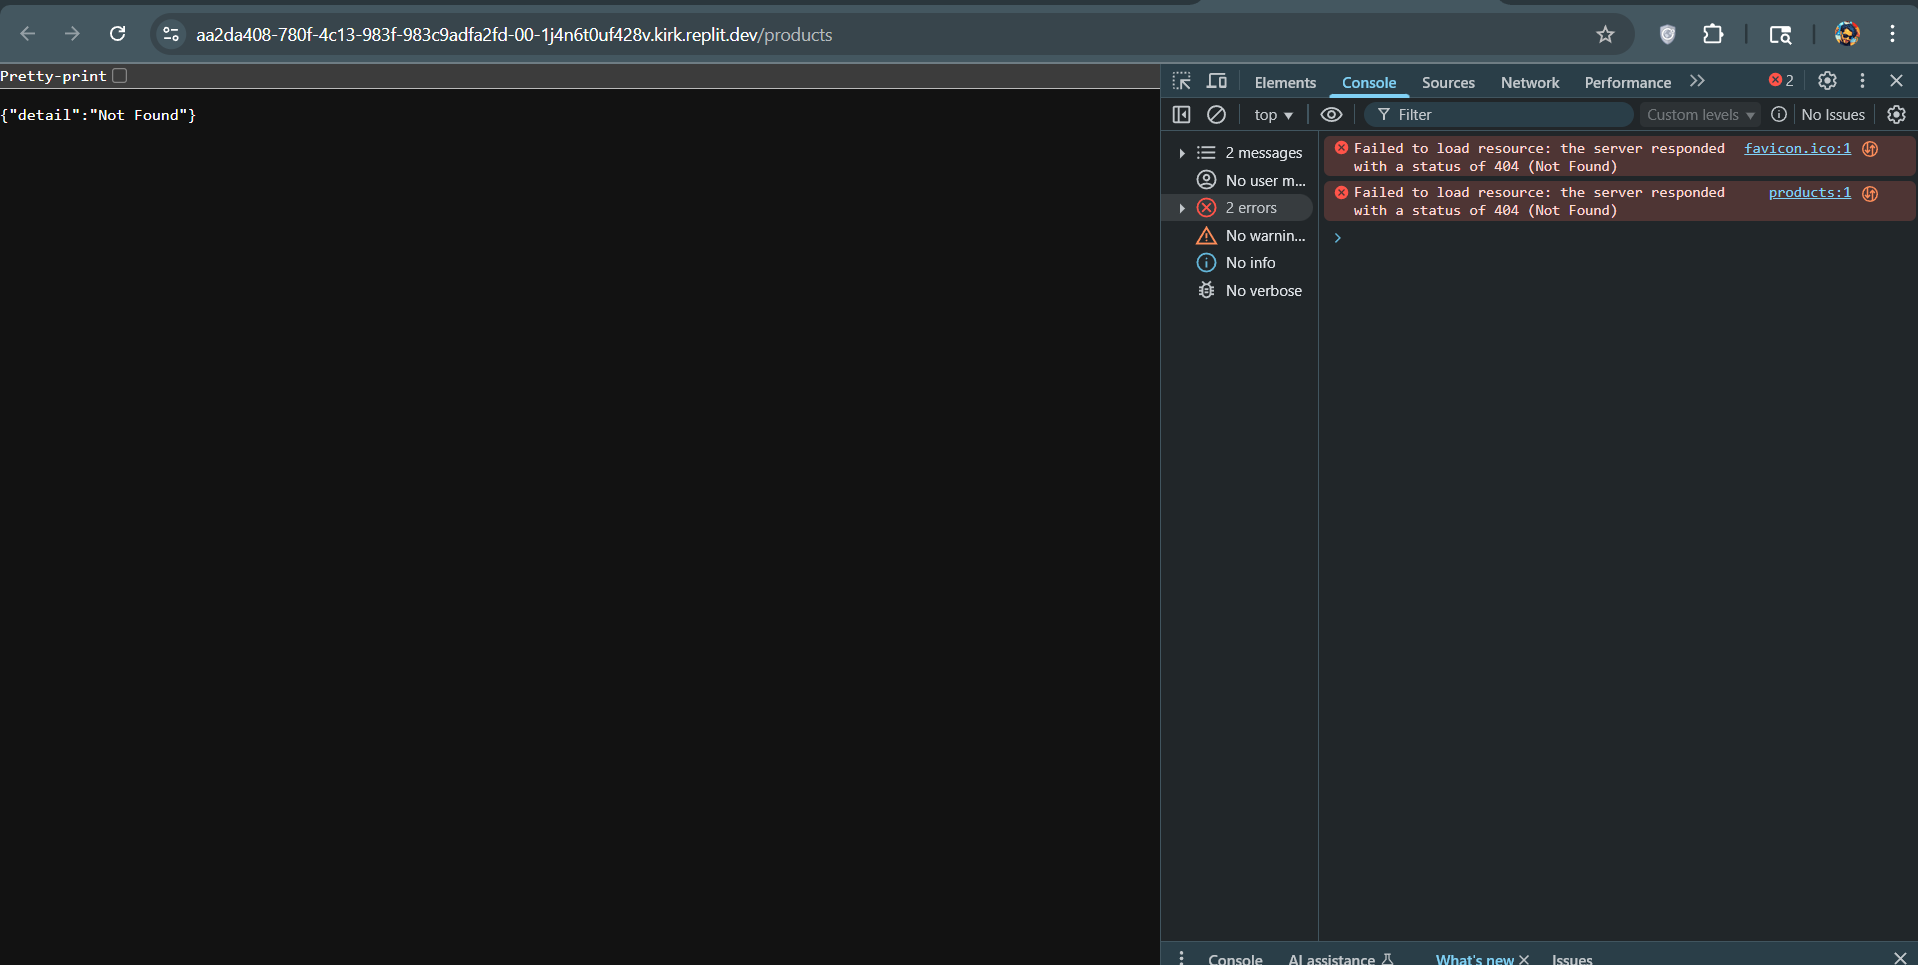 aa2da408-780f-4c13-983f-983c9adfa2fd-00-1j4n6t0uf428v.kirk.replit.dev/products
Pretty-print
{"detail":"Not Found"}
Elements Console Sources Network Performance 2
top Filter Custom levels No Issues
2 messages
No user m...
2 errors
No warnin...
No info
No verbose
Failed to load resource: the server responded favicon.ico:1
with a status of 404 (Not Found)
Failed to load resource: the server responded products:1
with a status of 404 (Not Found)
Console AI assistance What's new Issues